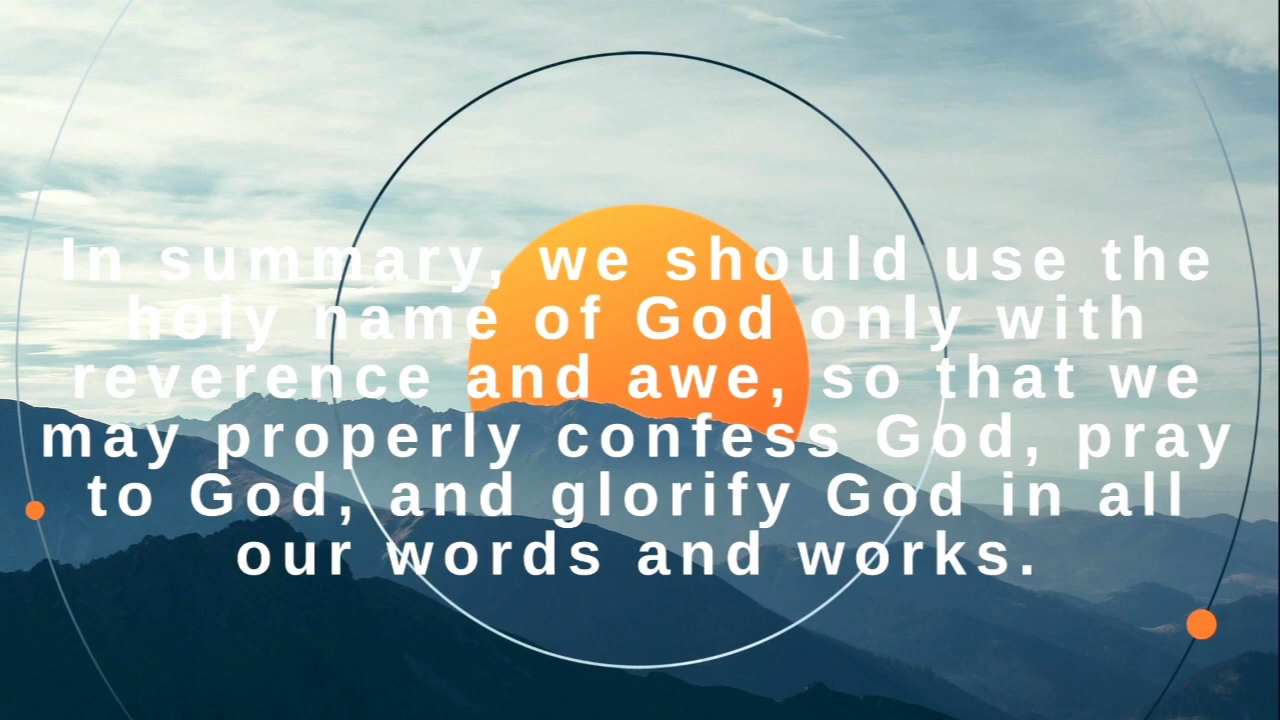 In summary, we should use the
holy name of God only with
reverence and awe, so that we
may properly confess God, pray
to God, and glorify God in all
our words and works.